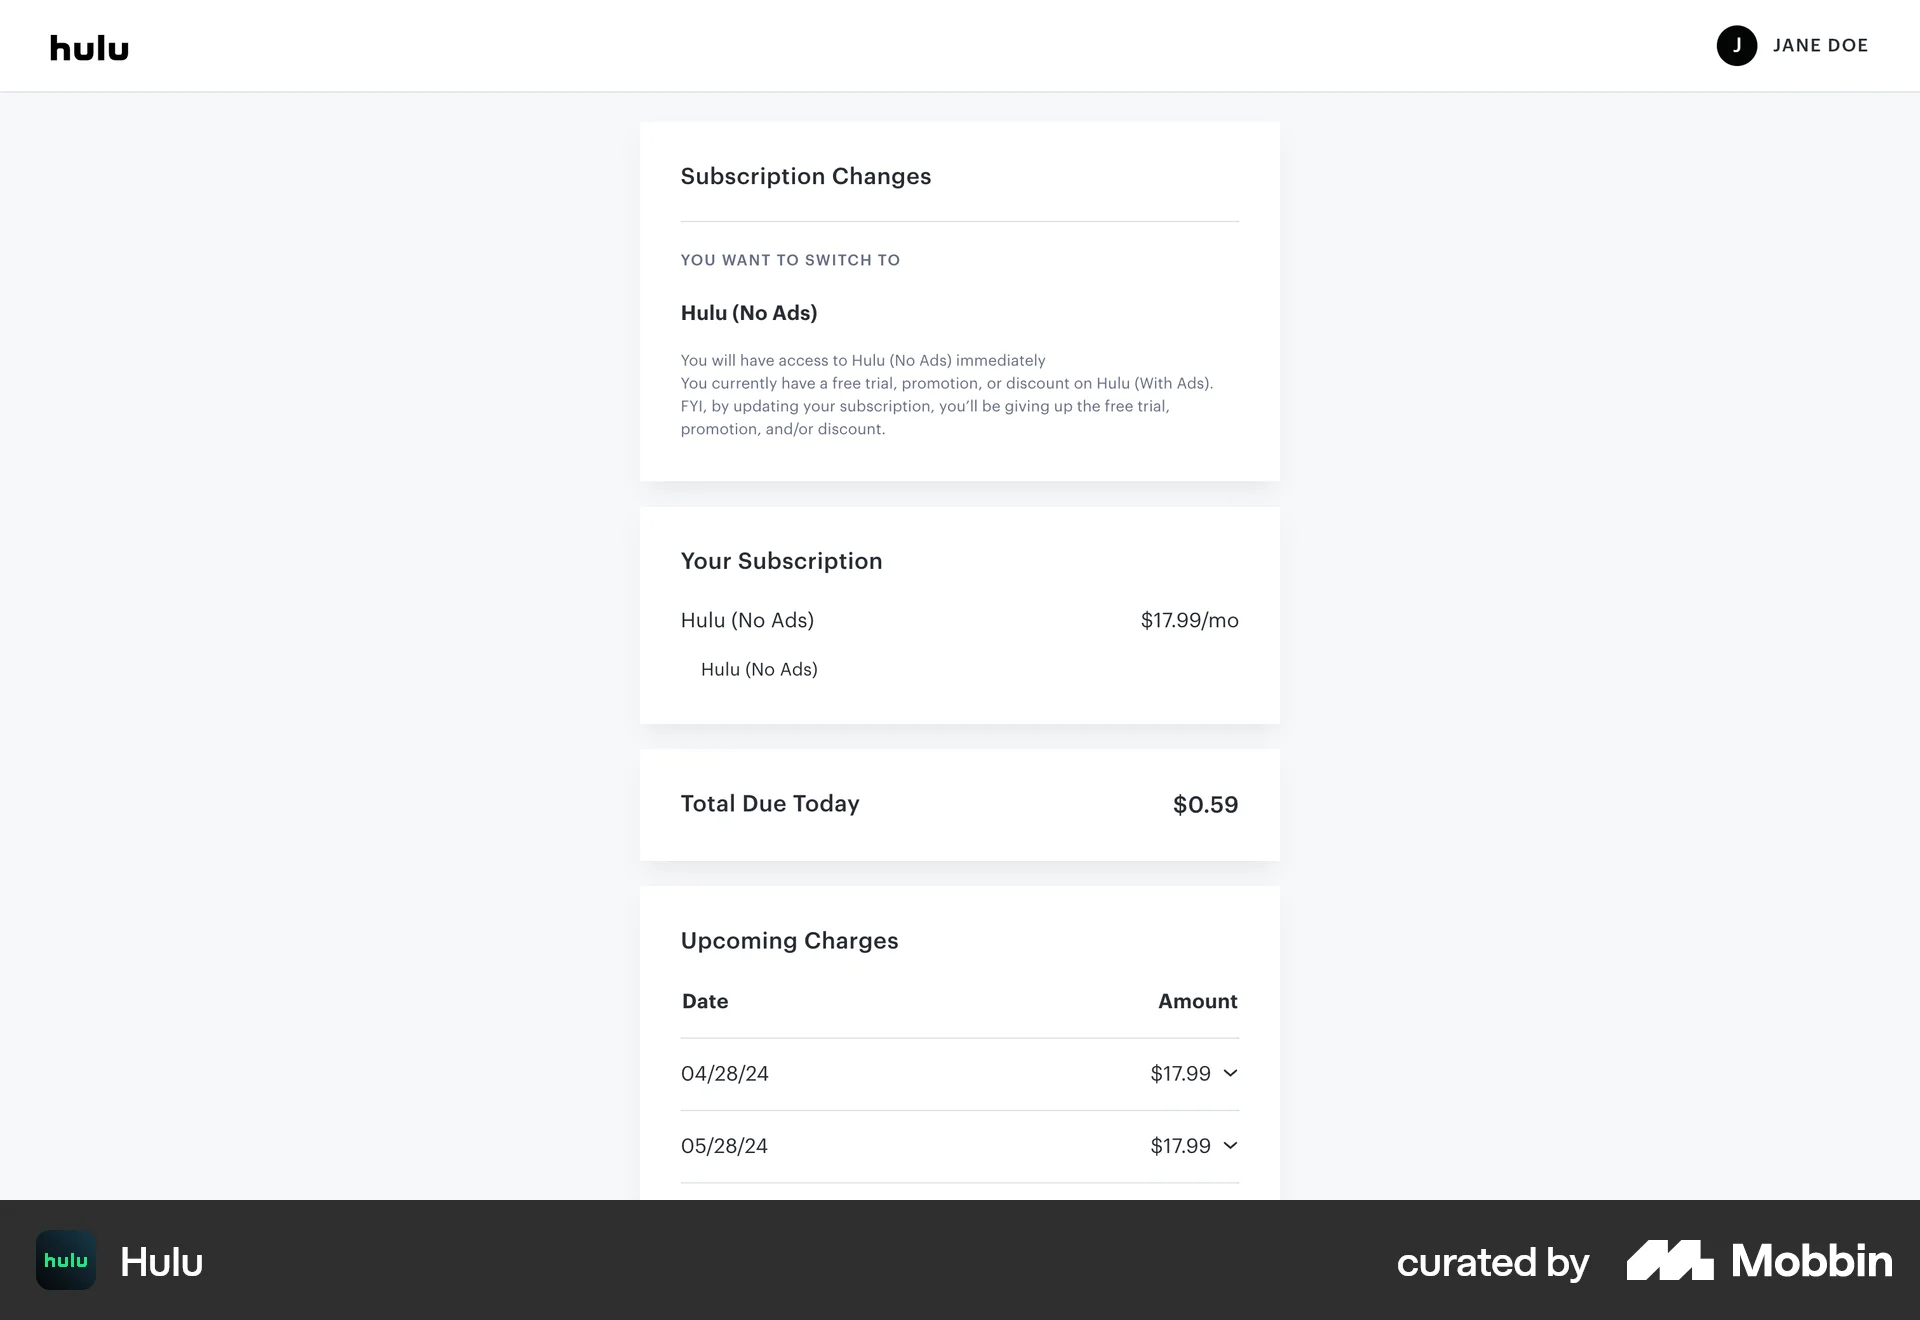 hulu
J JANE DOE
Subscription Changes
YOU WANT TO SWITCH TO
Hulu (No Ads)
You will have access to Hulu (No Ads) immediately
You currently have a free trial, promotion, or discount on Hulu (With Ads).
FYI, by updating your subscription, you’ll be giving up the free trial,
promotion, and/or discount.
Your Subscription
Hulu (No Ads) $17.99/mo
Hulu (No Ads)
Total Due Today $0.59
Upcoming Charges
Date Amount
04/28/24 $17.99
05/28/24 $17.99
hulu Hulu curated by Mobbin